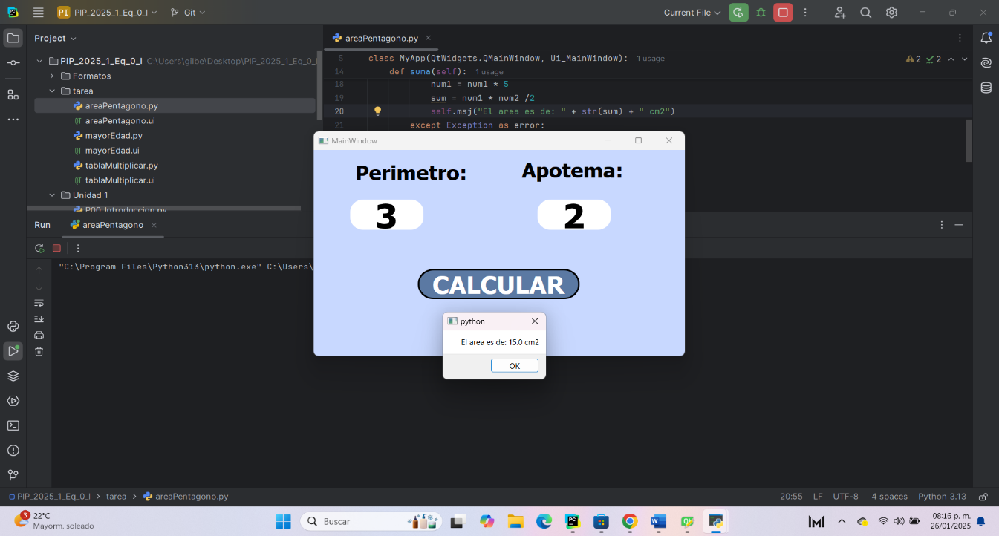 PI PIP_2025_1_Eq_0_I Git Current File
Project
areaPentagono.py
PIP_2025_1_Eq_0_I C:\Users\gilbe\Desktop\PIP_2025_1_Eq_0_I
Formatos
tarea
areaPentagono.py
areaPentagono.ui
mayorEdad.py
mayorEdad.ui
tablaMultiplicar.py
tablaMultiplicar.ui
Unidad 1
P00_Introduccion.py
5 class MyApp(QtWidgets.QMainWindow, Ui_MainWindow): 1 usage
2 2
14 def suma(self): 1 usage
18 num1 = num1 * 5
19 sum = num1 * num2 /2
20 self.msj("El area es de: " + str(sum) + " cm2")
21 except Exception as error:
MainWindow
Perimetro: Apotema:
3 2
CALCULAR
python
El area es de: 15.0 cm2
OK
Run areaPentagono
"C:\Program Files\Python313\python.exe" C:\Users\
PIP_2025_1_Eq_0_I > tarea > areaPentagono.py
20:55 LF UTF-8 4 spaces Python 3.13
3
22°C
Mayorm. soleado
Buscar
PC
W
08:16 p. m.
26/01/2025